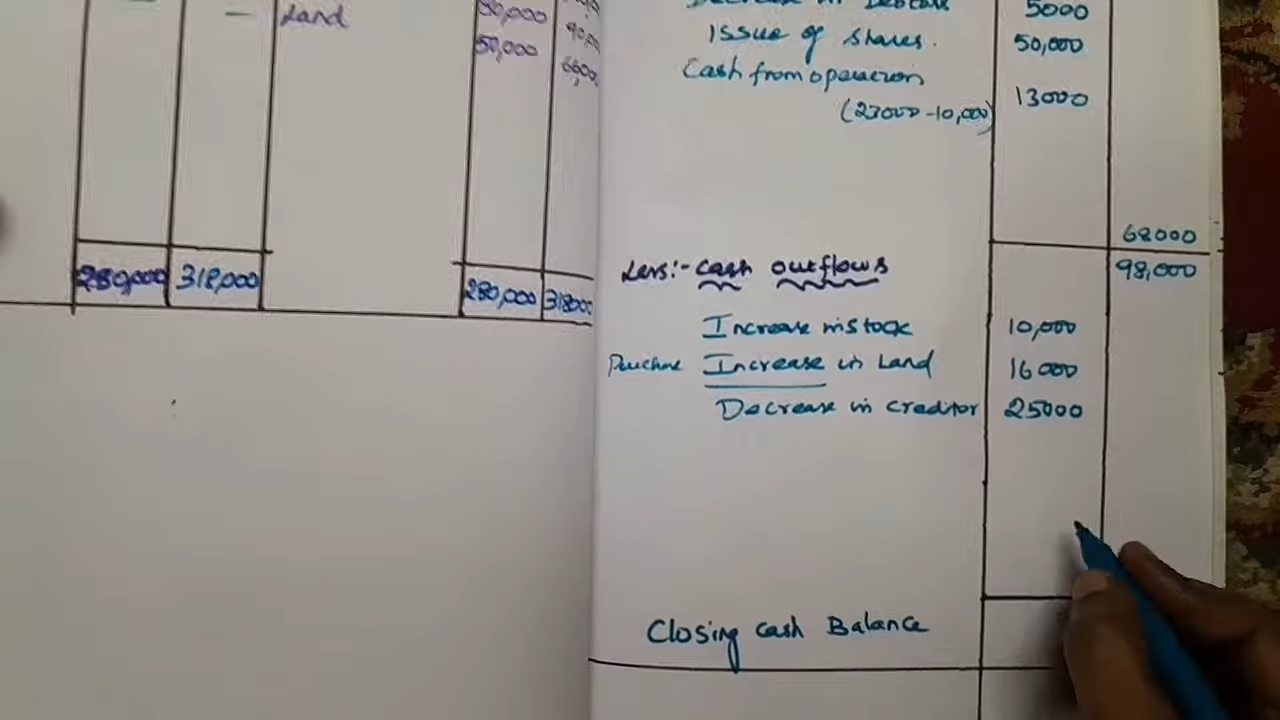 Land
50,000
280,000 318,000
280,000 318000
5000
Issue of shares. 50,000
Cash from operation
(23000-10,000) 13000
68000
Less:- cash outflows 98,000
Increase in stock 10,000
Purchase Increase in Land 16000
Decrease in creditor 25000
Closing cash Balance